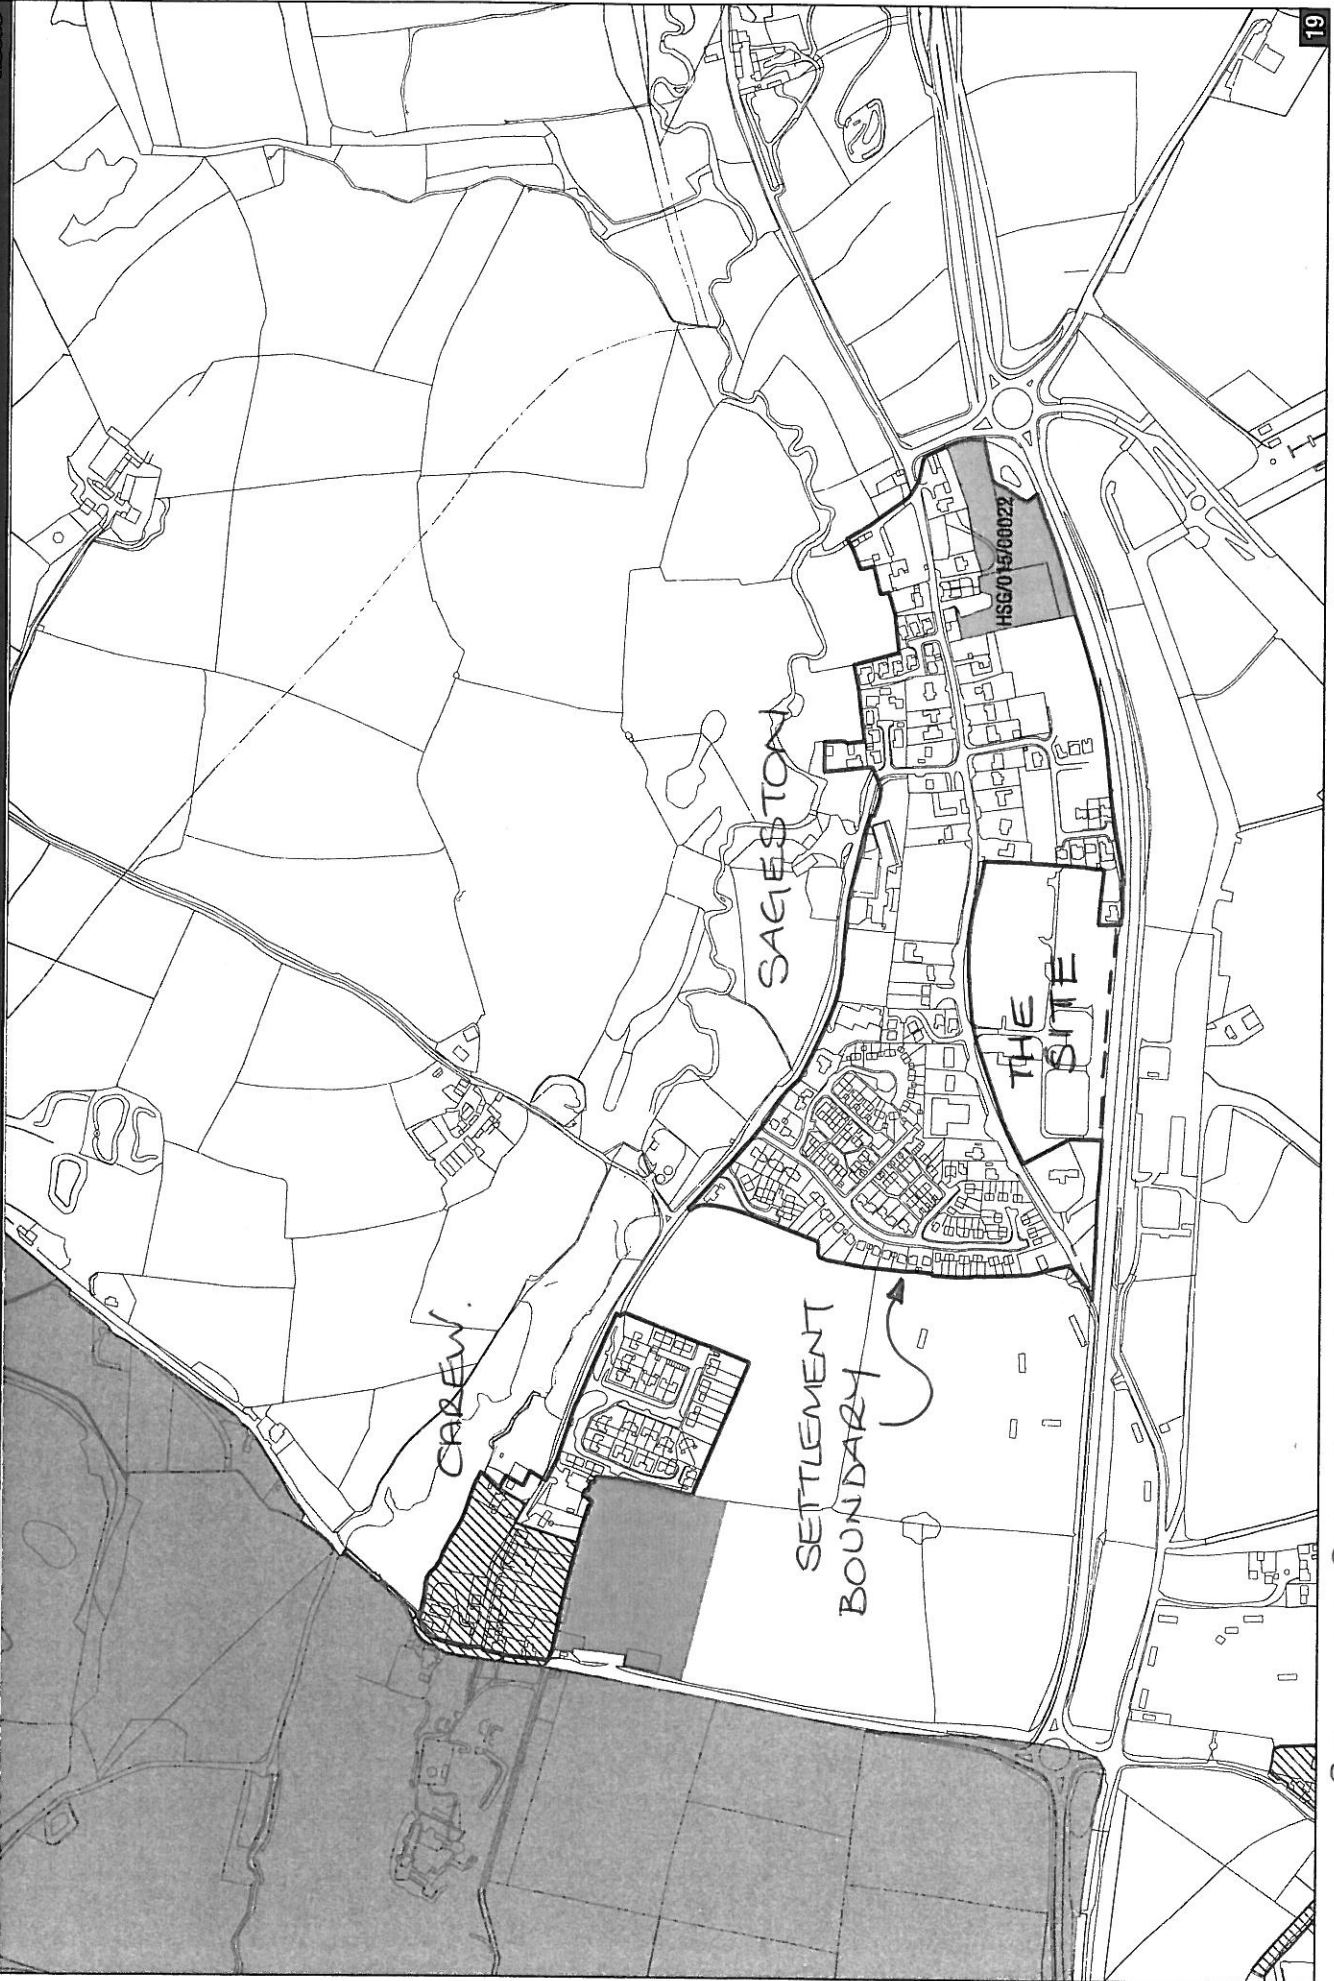 19
CAREW
SAGESTON
SETTLEMENT
BOUNDARY
THE
SITE
HSG/015/00022